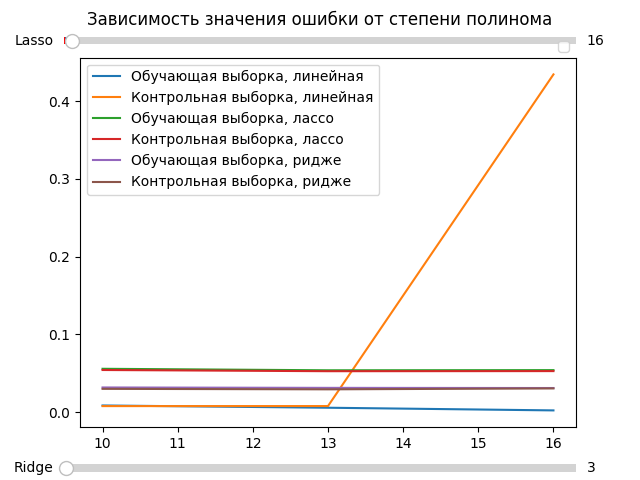 Зависимость значения ошибки от степени полинома
Lasso 16
Обучающая выборка, линейная
Контрольная выборка, линейная
Обучающая выборка, лассо
Контрольная выборка, лассо
Обучающая выборка, ридже
Контрольная выборка, ридже
0.4
0.3
0.2
0.1
0.0
10 11 12 13 14 15 16
Ridge 3